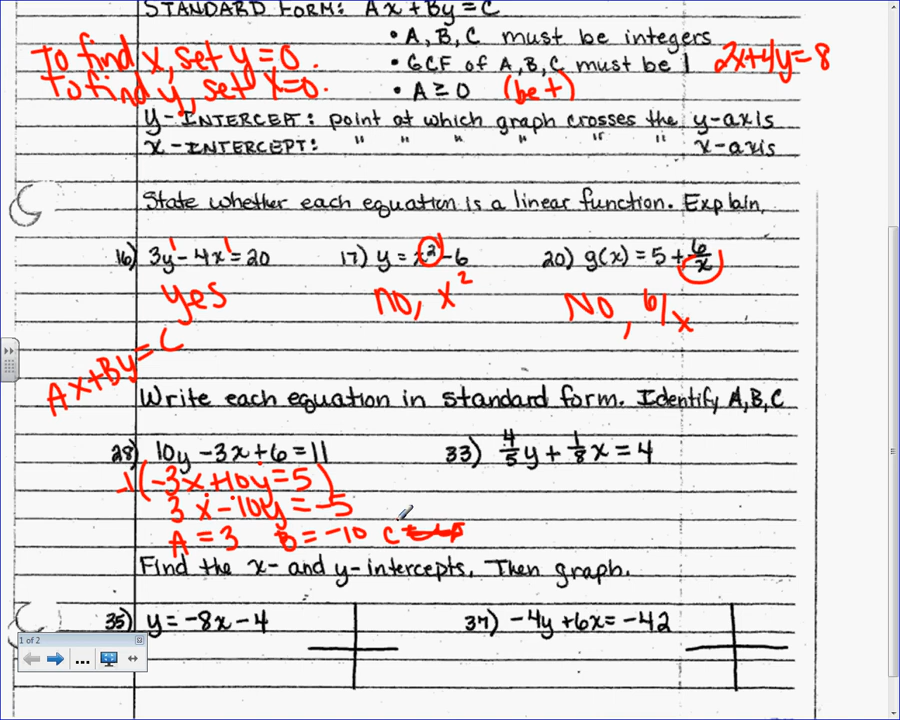 STANDARD FORM: Ax + By = C
• A, B, C must be integers
To find x, set y = 0.
• GCF of A, B, C must be 1
2x+4y=8
To find y, set x=0.
• A ≥ 0 (be +)
y-INTERCEPT: point at which graph crosses the y-axis
x-INTERCEPT: " " " " " " x-axis
State whether each equation is a linear function. Explain.
16) 3y¹ - 4x¹ = 20 17) y = x² - 6 20) g(x) = 5 + 6/x
yes no, x² No, 6/x
Ax+By=C
Write each equation in standard form. Identify A, B, C
28) 10y - 3x + 6 = 11 33) 4/5 y + 1/8 x = 4
-1(-3x+10y=5)
3x-10y=-5
A = 3 B = -10 C
Find the x- and y-intercepts. Then graph.
35) y = -8x - 4 37) -4y + 6x = -42
1 of 2